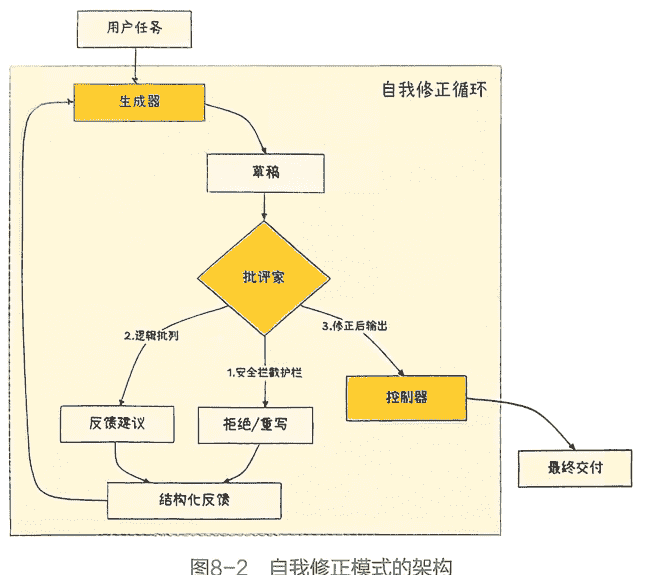 用户任务
自我修正循环
生成器
草稿
批评家
3.修正后输出
2.逻辑批列
1.安全拦截护栏
控制器
反馈建议
拒绝/重写
最终交付
结构化反馈
图8-2 自我修正模式的架构